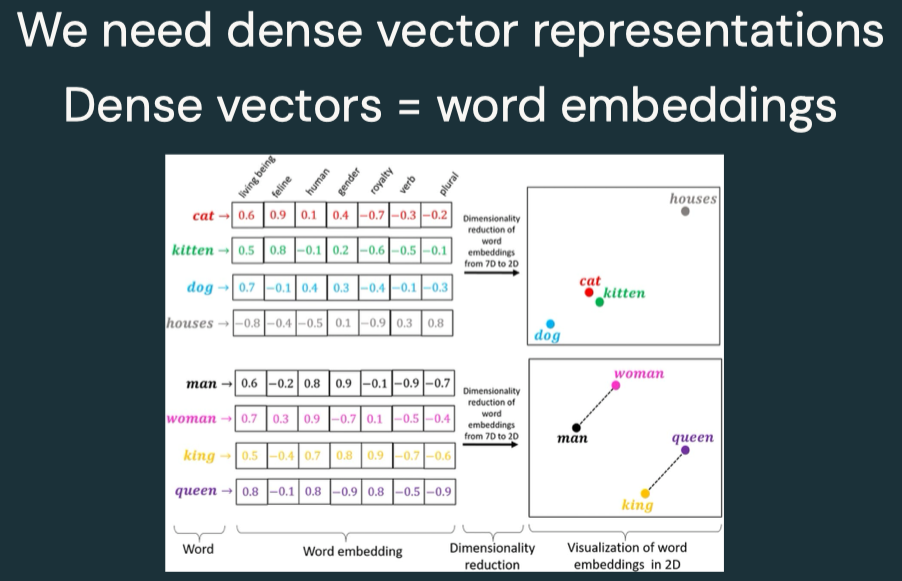 We need dense vector representations
Dense vectors = word embeddings
living being feline human gender royalty verb plural
cat → 0.6 0.9 0.1 0.4 −0.7 −0.3 −0.2
kitten → 0.5 0.8 −0.1 0.2 −0.6 −0.5 −0.1
dog → 0.7 −0.1 0.4 0.3 −0.4 −0.1 −0.3
houses → −0.8 −0.4 −0.5 0.1 −0.9 0.3 0.8
Dimensionality
reduction of
word
embeddings
from 7D to 2D
houses
cat
kitten
dog
man → 0.6 −0.2 0.8 0.9 −0.1 −0.9 −0.7
woman → 0.7 0.3 0.9 −0.7 0.1 −0.5 −0.4
king → 0.5 −0.4 0.7 0.8 0.9 −0.7 −0.6
queen → 0.8 −0.1 0.8 −0.9 0.8 −0.5 −0.9
Dimensionality
reduction of
word
embeddings
from 7D to 2D
woman
man
queen
king
Word
Word embedding
Dimensionality
reduction
Visualization of word
embeddings in 2D